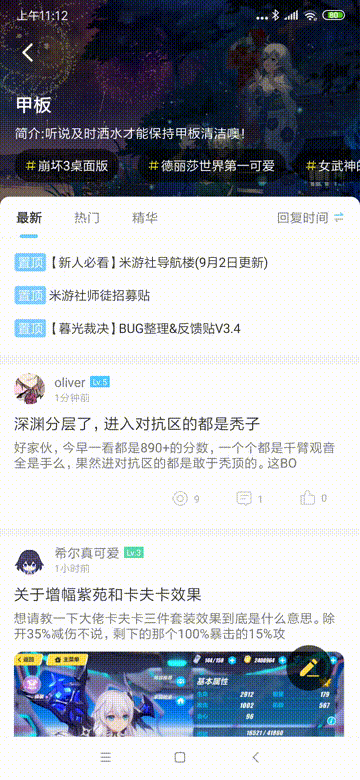 上午11:12
80
甲板
简介:听说及时洒水才能保持甲板清洁噢!
#崩坏3桌面版
#德丽莎世界第一可爱
#女武神的
最新
热门
精华
回复时间
置顶【新人必看】米游社导航楼(9月2日更新)
置顶 米游社师徒招募贴
置顶【暮光裁决】BUG整理&反馈贴V3.4
oliver Lv.5
1分钟前
深渊分层了，进入对抗区的都是秃子
好家伙，今早一看都是890+的分数，一个个都是千臂观音
全是手么，果然进对抗区的都是敢于秃顶的。这BO
9
1
0
希尔真可爱 Lv.3
1小时前
关于增幅紫苑和卡夫卡效果
想请教一下大佬卡夫卡三件套装效果到底是什么意思。除
开35%减伤不说，剩下的那个100%暴击的15%攻
返回
主菜单
基本属性
2912
179
1002
567
96